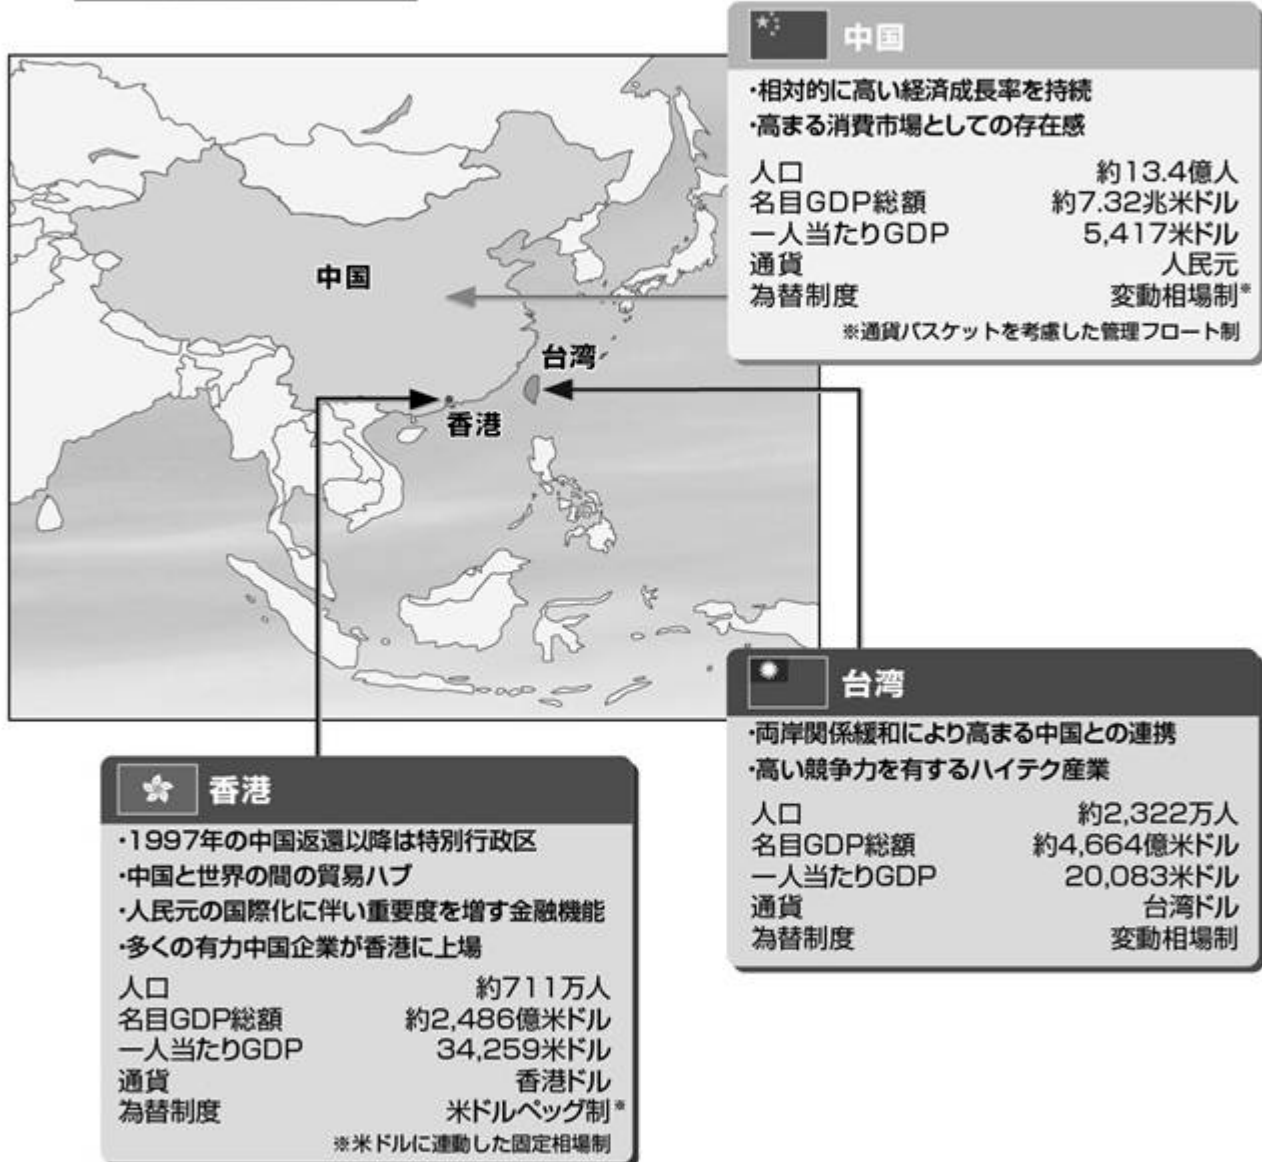 中国
・相対的に高い経済成長率を持続
・高まる消費市場としての存在感
人口 約13.4億人
名目GDP総額 約7.32兆米ドル
一人当たりGDP 5,417米ドル
通貨 人民元
為替制度 変動相場制※
※通貨バスケットを考慮した管理フロート制
中国
台湾
香港
台湾
・両岸関係緩和により高まる中国との連携
・高い競争力を有するハイテク産業
人口 約2,322万人
名目GDP総額 約4,664億米ドル
一人当たりGDP 20,083米ドル
通貨 台湾ドル
為替制度 変動相場制
香港
・1997年の中国返還以降は特別行政区
・中国と世界の間の貿易ハブ
・人民元の国際化に伴い重要度を増す金融機能
・多くの有力中国企業が香港に上場
人口 約711万人
名目GDP総額 約2,486億米ドル
一人当たりGDP 34,259米ドル
通貨 香港ドル
為替制度 米ドルペッグ制※
※米ドルに連動した固定相場制